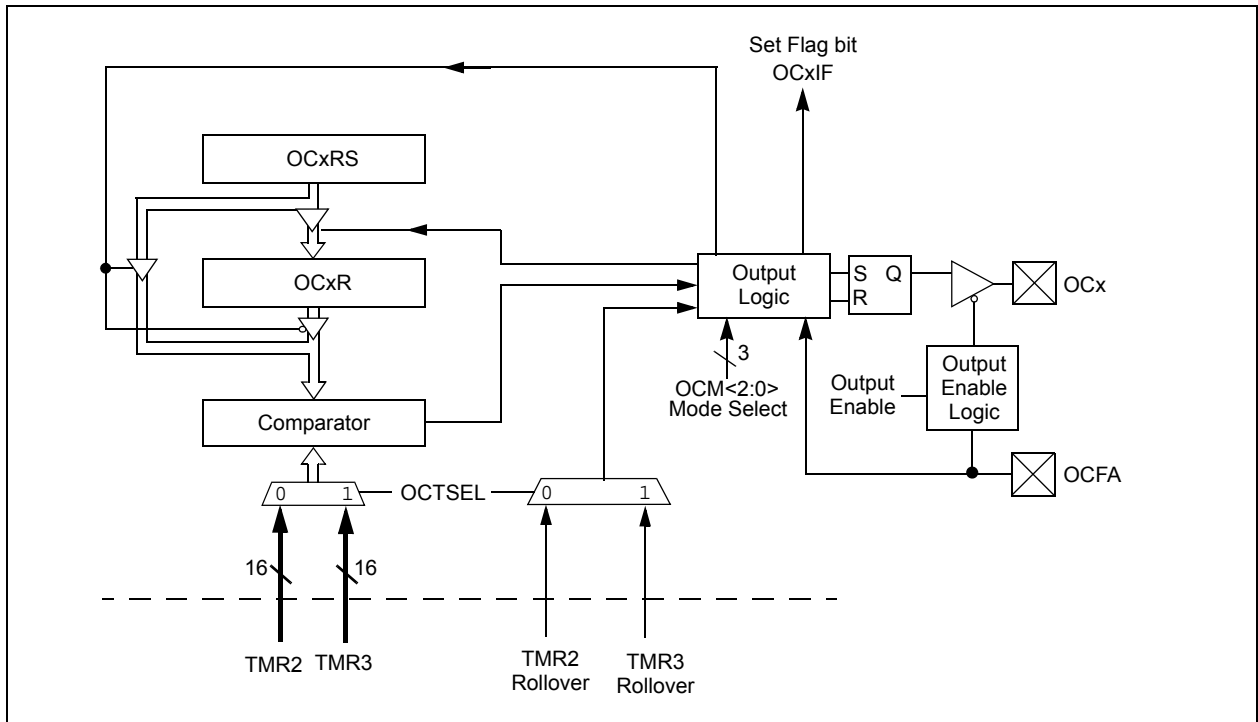 Set Flag bit
OCxIF
OCxRS
OCxR
Output
Logic
S Q
R
OCx
3
OCM<2:0>
Mode Select
Output
Enable
Output
Enable
Logic
Comparator
OCFA
0 1
OCTSEL
0 1
16
16
TMR2
TMR3
TMR2
Rollover
TMR3
Rollover